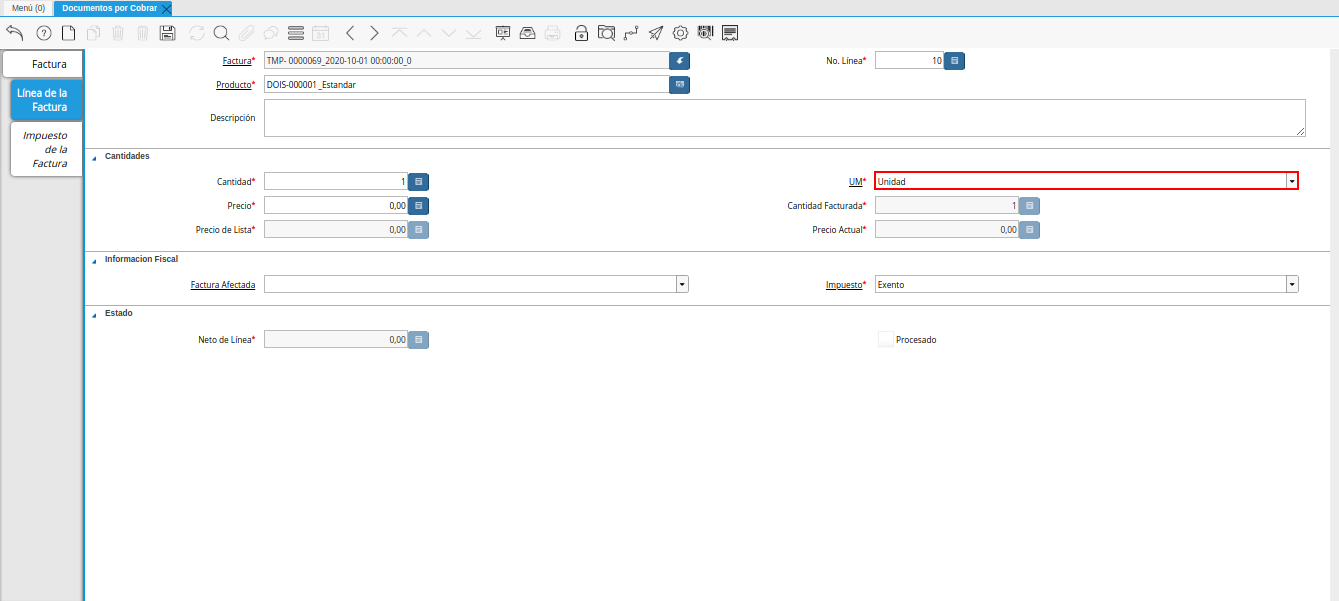 Menú (0) Documentos por Cobrar
Factura
Línea de la
Factura
Impuesto
de la
Factura
Factura* TMP- 0000069_2020-10-01 00:00:00_0 No. Línea* 10
Producto* DOIS-000001_Estandar
Descripción
Cantidades
Cantidad* 1 UM* Unidad
Precio* 0,00 Cantidad Facturada* 1
Precio de Lista* 0,00 Precio Actual* 0,00
Informacion Fiscal
Factura Afectada Impuesto* Exento
Estado
Neto de Línea* 0,00 Procesado